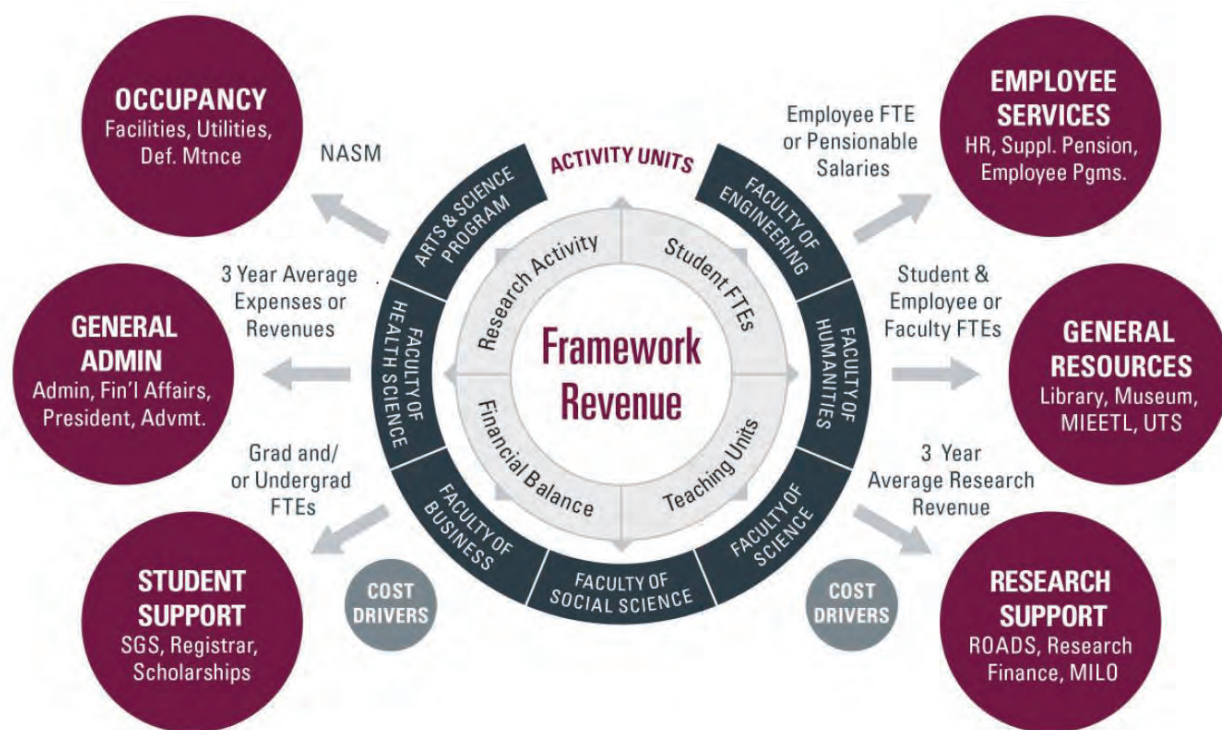 OCCUPANCY
Facilities, Utilities,
Def. Mtnce
NASM
ACTIVITY UNITS
Employee FTE
or Pensionable
Salaries
EMPLOYEE
SERVICES
HR, Suppl. Pension,
Employee Pgms.
ARTS & SCIENCE
PROGRAM
FACULTY OF
ENGINEERING
Research Activity
Student FTEs
3 Year Average
Expenses or
Revenues
Student &
Employee or
Faculty FTEs
GENERAL
ADMIN
Admin, Fin'l Affairs,
President, Advmt.
FACULTY OF
HEALTH SCIENCE
Framework
Revenue
FACULTY OF
HUMANITIES
GENERAL
RESOURCES
Library, Museum,
MIEETL, UTS
Financial Balance
Teaching Units
Grad and/
or Undergrad
FTEs
3 Year
Average Research
Revenue
FACULTY OF
BUSINESS
FACULTY OF
SOCIAL SCIENCE
FACULTY OF
SCIENCE
STUDENT
SUPPORT
SGS, Registrar,
Scholarships
COST
DRIVERS
COST
DRIVERS
RESEARCH
SUPPORT
ROADS, Research
Finance, MILO